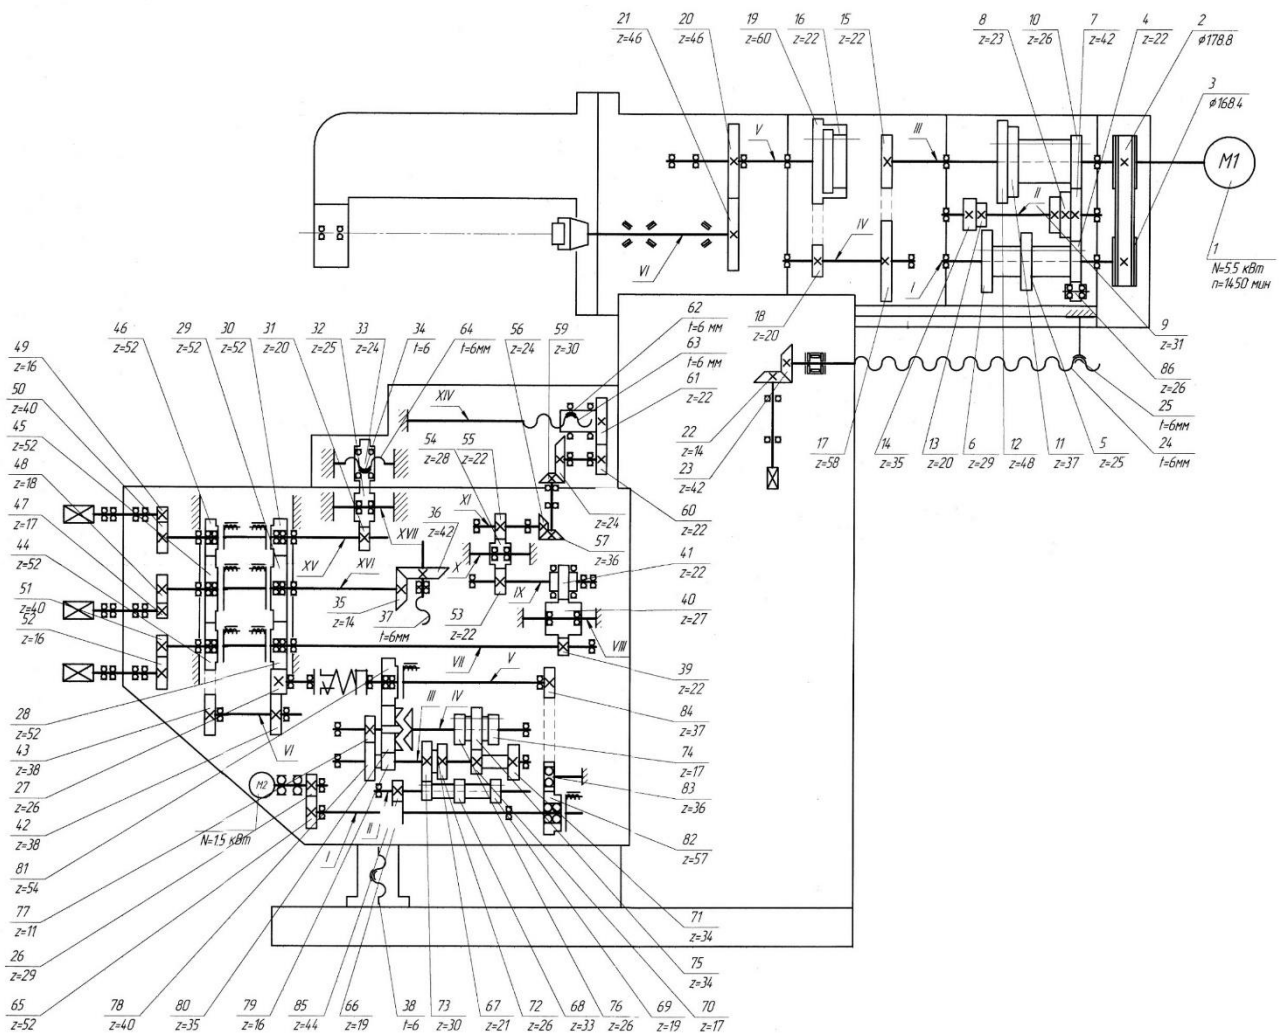 21
z=46
20
z=46
19
z=60
16
z=22
15
z=22
8
z=23
10
z=26
7
z=42
4
z=22
2
ø178.8
3
ø168.4
V
III
M1
II
IV
VI
I
1
N=5.5 кВт
n=1450 мин
18
z=20
9
z=31
86
z=26
25
t=6мм
22
z=14
23
z=42
17
z=58
14
z=35
13
z=20
6
z=29
12
z=48
11
z=37
5
z=25
24
t=6мм
46
z=52
29
z=52
30
z=52
31
z=20
32
z=25
33
z=24
34
t=6
64
t=6мм
56
z=24
59
z=30
62
t=6 мм
63
t=6 мм
61
z=22
49
z=16
50
z=40
45
z=52
48
z=18
47
z=17
44
z=52
51
z=40
52
z=16
XIV
54
z=28
55
z=22
XI
XVII
36
z=42
X
z=24
57
z=36
60
z=22
41
z=22
40
z=27
XV
XVI
IX
35
z=14
37
t=6мм
53
z=22
VIII
VII
39
z=22
V
28
z=52
43
z=38
27
z=26
42
z=38
81
z=54
77
z=11
26
z=29
65
z=52
III
IV
VI
84
z=37
74
z=17
83
z=36
82
z=57
M2
N=1.5 кВт
I
II
71
z=34
75
z=34
78
z=40
80
z=35
79
z=16
85
z=44
66
z=19
38
t=6
73
z=30
67
z=21
72
z=26
68
z=33
76
z=26
69
z=19
70
z=17